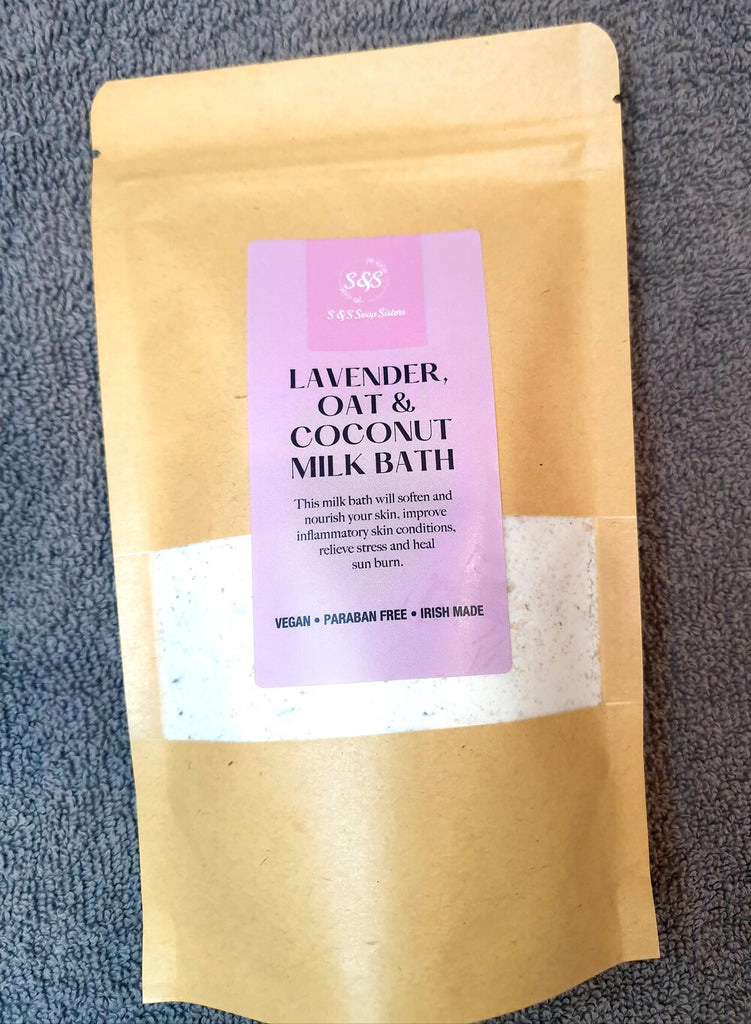 S&S
S & S Soap Sisters
LAVENDER,
OAT &
COCONUT
MILK BATH
This milk bath will soften and
nourish your skin, improve
inflammatory skin conditions,
relieve stress and heal
sun burn.
VEGAN • PARABAN FREE • IRISH MADE